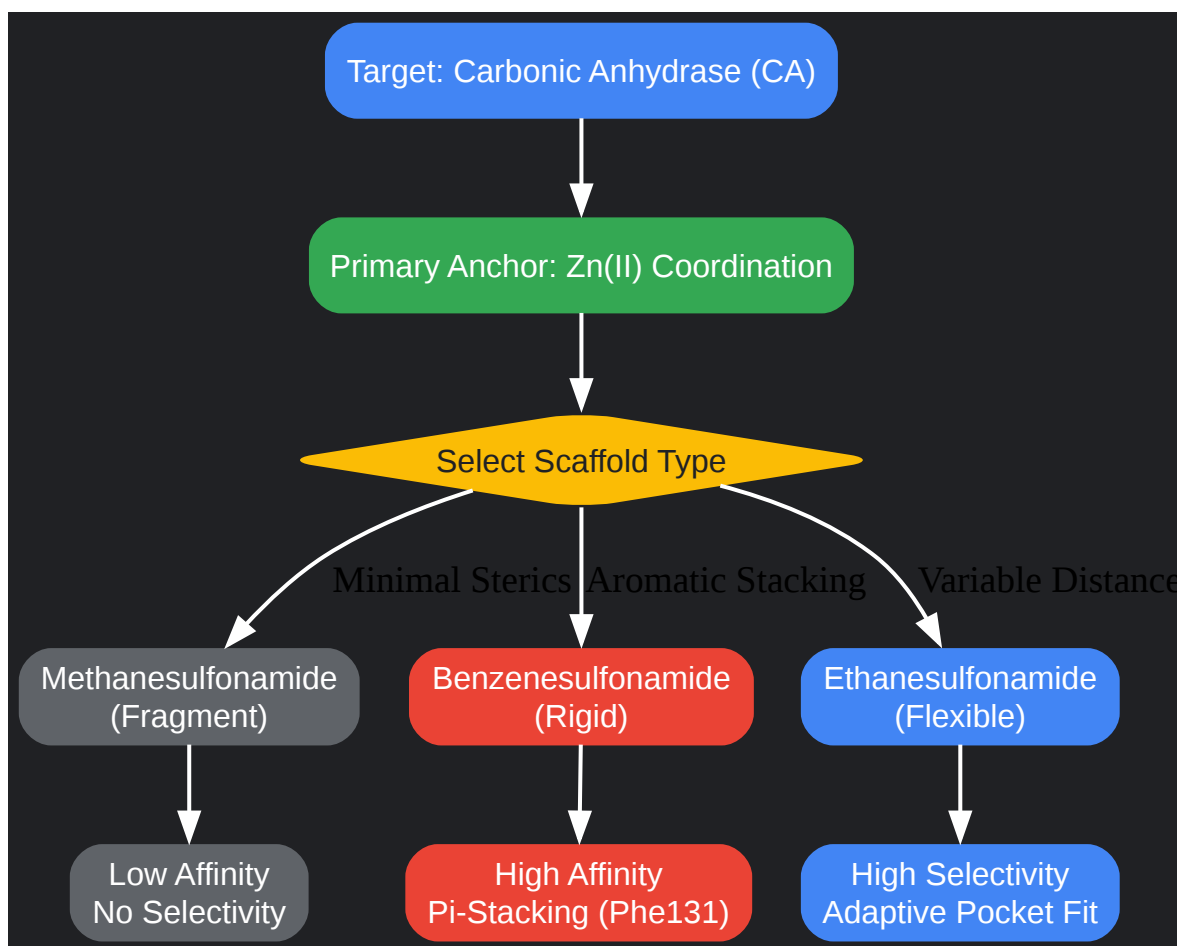 Target: Carbonic Anhydrase (CA)
Primary Anchor: Zn(II) Coordination
Select Scaffold Type
Minimal Sterics
Aromatic Stacking
Variable Distance
Methanesulfonamide
(Fragment)
Benzenesulfonamide
(Rigid)
Ethanesulfonamide
(Flexible)
Low Affinity
No Selectivity
High Affinity
Pi-Stacking (Phe131)
High Selectivity
Adaptive Pocket Fit